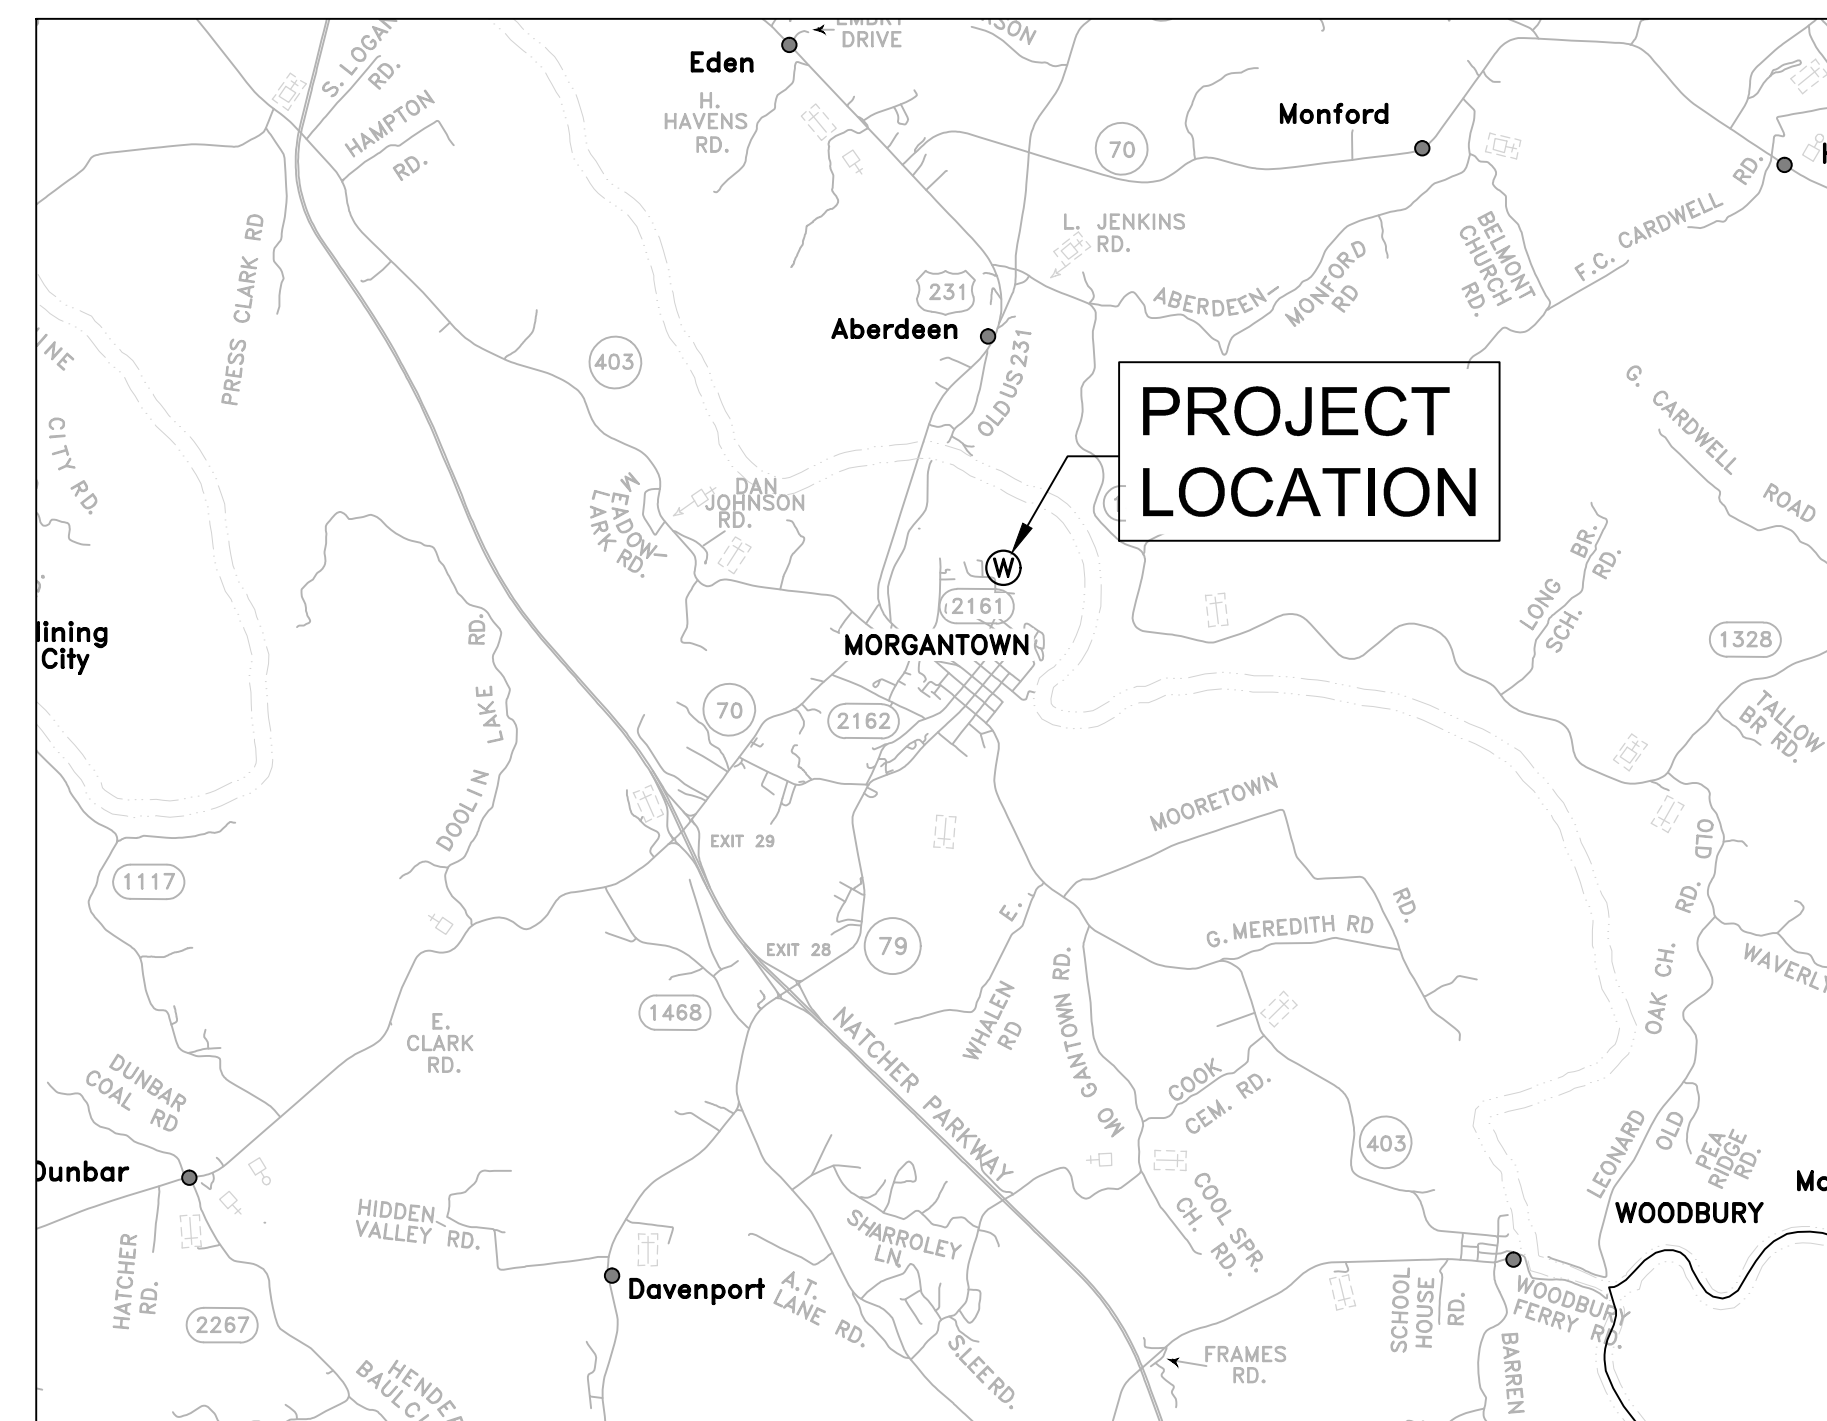 EMBRY
DRIVE
S. LOGAN
RD.
Eden
H.
HAVENS
RD.
HAMPTON
RD.
Monford
70
RD.
F.C. CARDWELL
L. JENKINS
RD.
PRESS CLARK RD
BELMONT
CHURCH
RD.
231
ABERDEEN-
MONFORD
RD
Aberdeen
OLD US 231
403
CITY RD.
G. CARDWELL
ROAD
PROJECT
LOCATION
MEADOW-
LARK RD.
DAN
JOHNSON
RD.
LONG BR.
SCH. RD.
W
2161
MORGANTOWN
City
1328
DOOLIN LAKE RD.
70
2162
TALLOW
BR RD.
MOORETOWN
RD.
EXIT 29
OLD
OAK CH. RD.
1117
E.
WHALEN
RD
G. MEREDITH RD
79
EXIT 28
WAVERLY
1468
NATCHER PARKWAY
MO GANTOWN RD.
E.
CLARK
RD.
DUNBAR
COAL RD
COOK
CEM. RD.
403
LEONARD
OLD
PEA
RIDGE
RD.
Dunbar
WOODBURY
HIDDEN
VALLEY RD.
SHARROLEY
LN.
COOL SPR.
CH. RD.
HATCHER
RD.
Davenport
A.T.
LANE RD.
SCHOOL
HOUSE
RD.
WOODBURY
FERRY RD.
2267
S.LEE RD.
FRAMES
RD.
BARREN